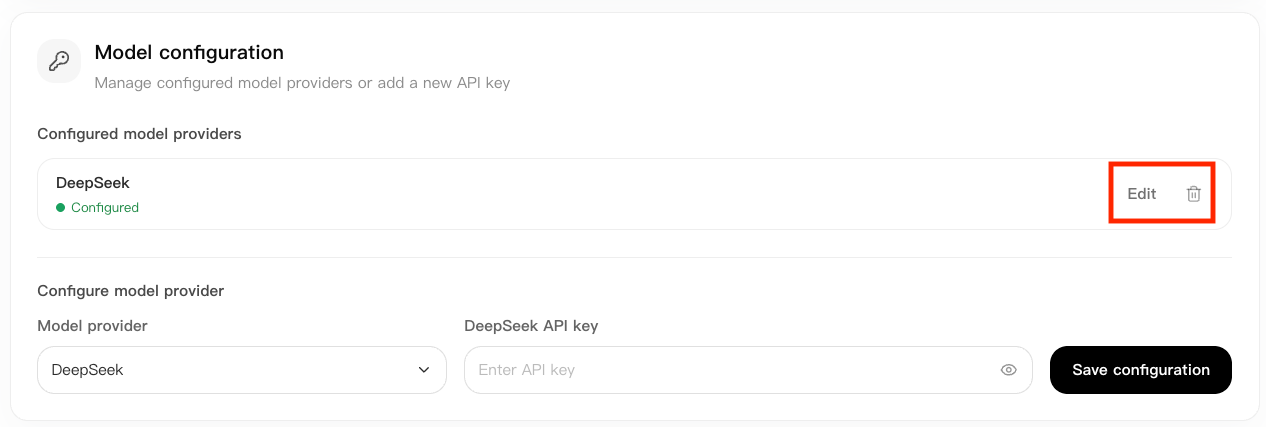 Model configuration
Manage configured model providers or add a new API key
Configured model providers
DeepSeek
Configured
Edit
Configure model provider
Model provider
DeepSeek API key
DeepSeek
Enter API key
Save configuration